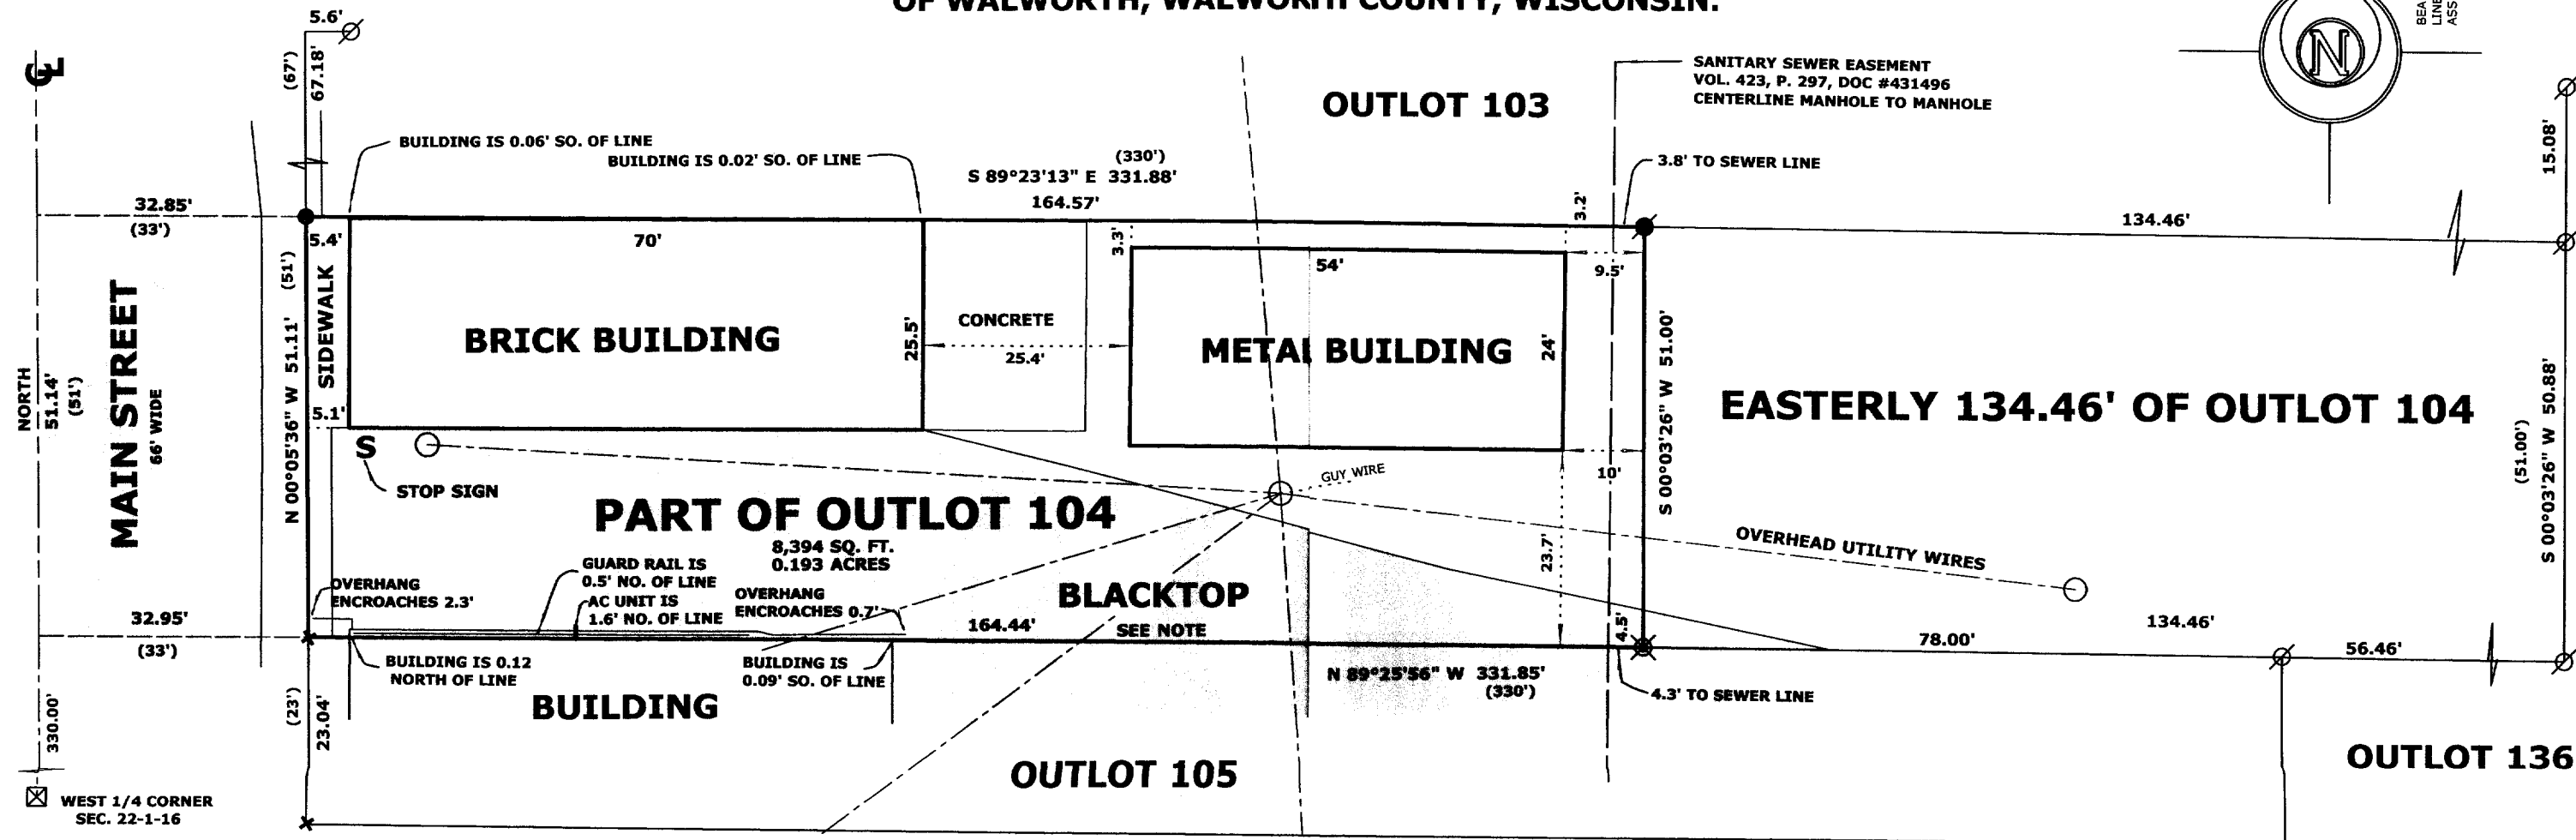 OF WALWORTH, WALWORTH COUNTY, WISCONSIN.
5.6'
(67')
67.18'
BEA
LINE
ASS
N
SANITARY SEWER EASEMENT
VOL. 423, P. 297, DOC #431496
CENTERLINE MANHOLE TO MANHOLE
OUTLOT 103
15.08'
BUILDING IS 0.06' SO. OF LINE
BUILDING IS 0.02' SO. OF LINE
(330')
S 89°23'13" E 331.88'
164.57'
3.8' TO SEWER LINE
3.2'
32.85'
(33')
134.46'
5.4'
70'
3.3'
54'
9.5'
(51')
N 00°05'36" W 51.11'
SIDEWALK
BRICK BUILDING
25.5'
CONCRETE
25.4'
METAL BUILDING
24'
S 00°03'26" W 51.00'
EASTERLY 134.46' OF OUTLOT 104
NORTH
51.14'
(51')
MAIN STREET
66' WIDE
5.1'
S
STOP SIGN
GUY WIRE
10'
(51.00')
S 00°03'26" W 50.88'
PART OF OUTLOT 104
8,394 SQ. FT.
0.193 ACRES
OVERHEAD UTILITY WIRES
23.7'
GUARD RAIL IS
0.5' NO. OF LINE
AC UNIT IS
1.6' NO. OF LINE
OVERHANG
ENCROACHES 2.3'
OVERHANG
ENCROACHES 0.7'
BLACKTOP
SEE NOTE
164.44'
4.5'
32.95'
(33')
78.00'
134.46'
56.46'
BUILDING IS 0.12
NORTH OF LINE
BUILDING IS
0.09' SO. OF LINE
N 89°25'56" W 331.85'
(330')
4.3' TO SEWER LINE
BUILDING
(23')
23.04'
330.00'
OUTLOT 105
OUTLOT 136
WEST 1/4 CORNER
SEC. 22-1-16